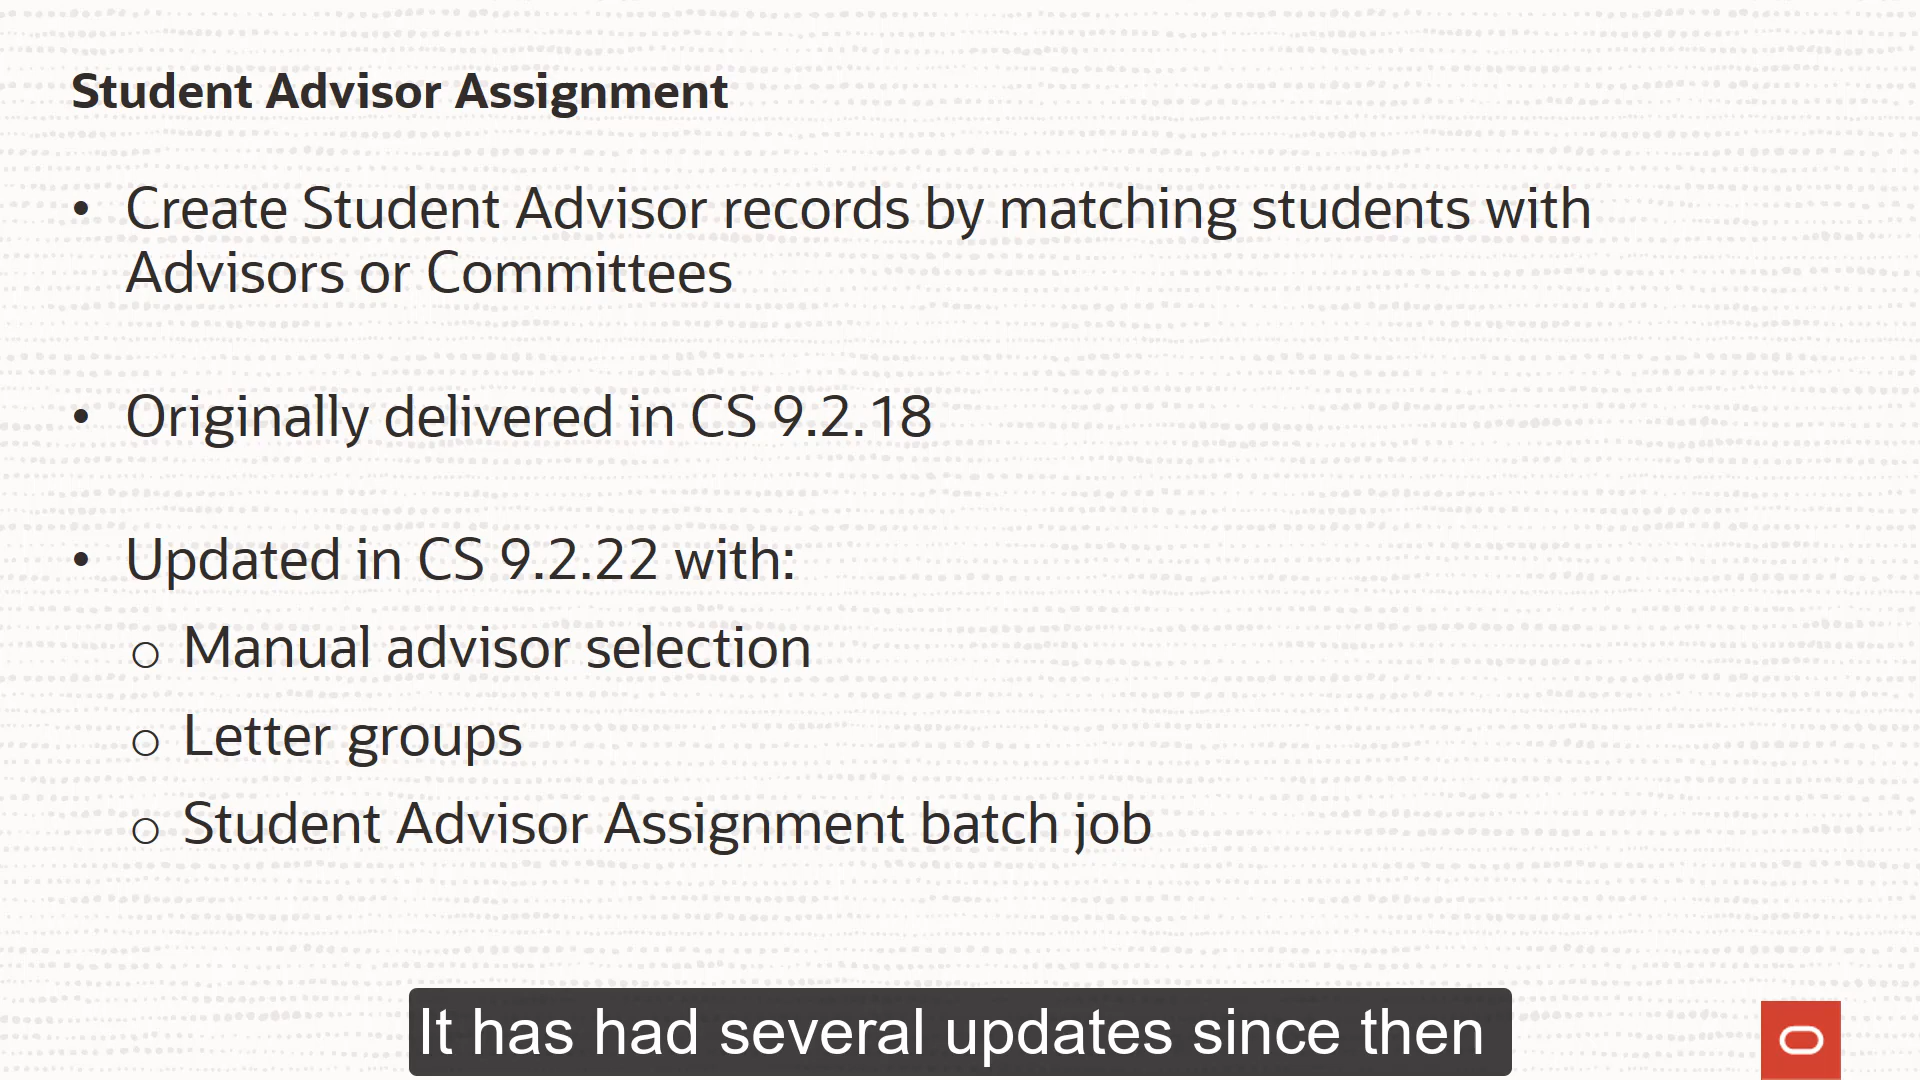 Student Advisor Assignment
• Create Student Advisor records by matching students with
Advisors or Committees
• Originally delivered in CS 9.2.18
• Updated in CS 9.2.22 with:
○ Manual advisor selection
○ Letter groups
○ Student Advisor Assignment batch job
It has had several updates since then